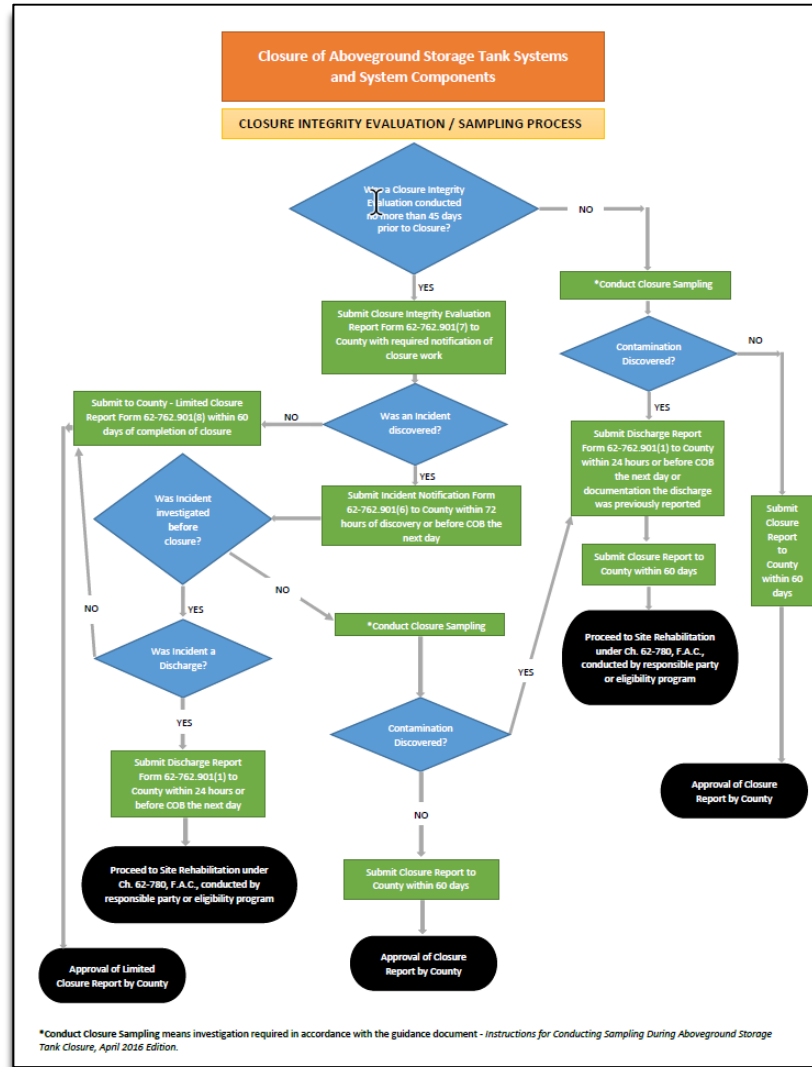 Closure of Aboveground Storage Tank Systems
and System Components
CLOSURE INTEGRITY EVALUATION / SAMPLING PROCESS
Was a Closure Integrity
Evaluation conducted
no more than 45 days
prior to Closure?
NO
YES
*Conduct Closure Sampling
Submit Closure Integrity Evaluation
Report Form 62-762.901(7) to
County with required notification of
closure work
Contamination
Discovered?
NO
YES
Submit to County - Limited Closure
Report Form 62-762.901(8) within 60
days of completion of closure
NO
Was an Incident
discovered?
YES
Submit Discharge Report
Form 62-762.901(1) to County
within 24 hours or before COB
the next day or
documentation the discharge
was previously reported
Was Incident
investigated
before
closure?
Submit Incident Notification Form
62-762.901(6) to County within 72
hours of discovery or before COB the
next day
Submit
Closure
Report
to
County
within 60
days
Submit Closure Report to
County within 60 days
NO
NO
YES
*Conduct Closure Sampling
Proceed to Site Rehabilitation
under Ch. 62-780, F.A.C.,
conducted by responsible party
or eligibility program
Was Incident a
Discharge?
YES
YES
Contamination
Discovered?
Submit Discharge Report
Form 62-762.901(1) to
County within 24 hours or
before COB the next day
Approval of Closure
Report by County
NO
Proceed to Site Rehabilitation under
Ch. 62-780, F.A.C., conducted by
responsible party or eligibility program
Submit Closure Report to
County within 60 days
Approval of Limited
Closure Report by County
Approval of Closure
Report by County
*Conduct Closure Sampling means investigation required in accordance with the guidance document - Instructions for Conducting Sampling During Aboveground Storage
Tank Closure, April 2016 Edition.